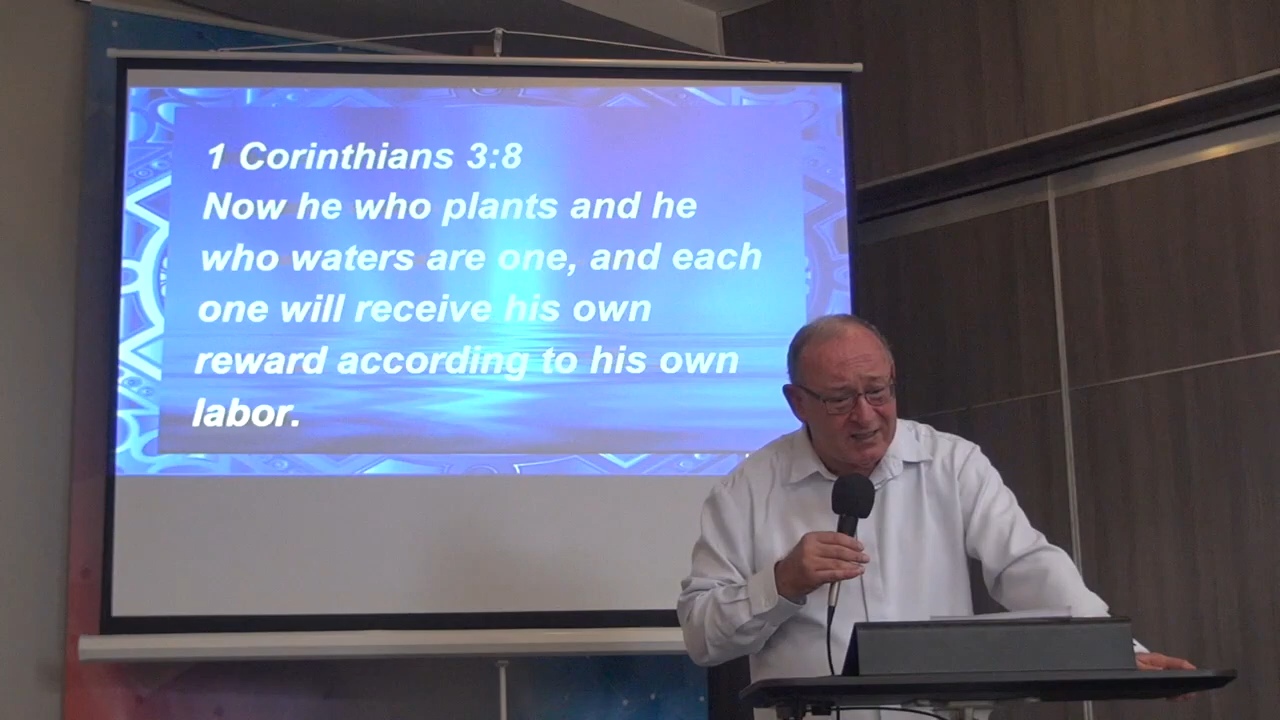 1 Corinthians 3:8
Now he who plants and he
who waters are one, and each
one will receive his own
reward according to his own
labor.